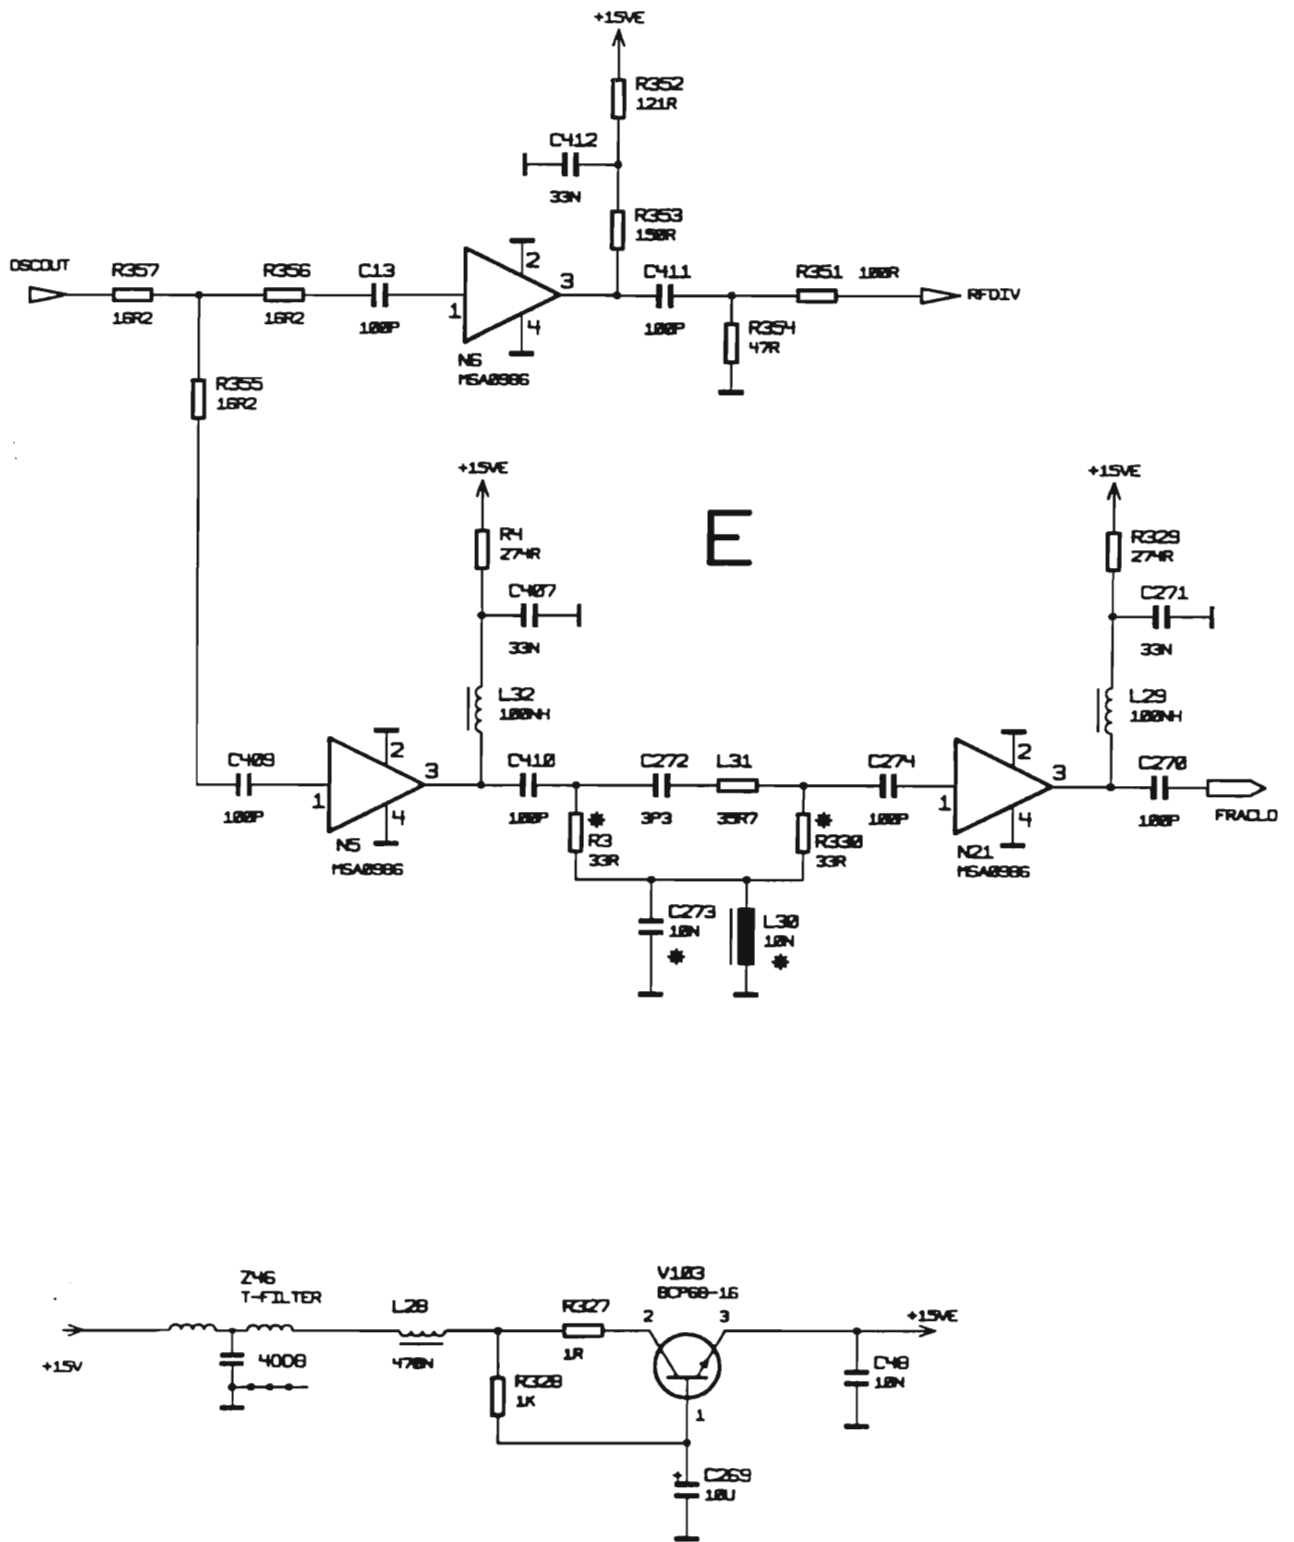 +15VE
R352
121R
C412
33N
R353
150R
OSCOUT
R357
16R2
R356
16R2
C13
100P
1
2
3
4
N6
MSA0986
C411
100P
R351 100R
RFDIV
R354
47R
R355
16R2
+15VE
R4
274R
C407
33N
L32
100NH
E
+15VE
R329
274R
C271
33N
L29
100NH
C409
100P
1
2
3
4
N5
MSA0986
C410
100P
C272
3P3
L31
35R7
C274
100P
1
2
3
4
N21
MSA0986
C270
100P
FRACLO
R3
33R
R330
33R
C273
10N
L30
10N
Z46
T-FILTER
+15V
40DB
L28
470N
R327
1R
R328
1K
V103
BCP68-16
2
3
1
+15VE
C48
10N
+
C269
10U